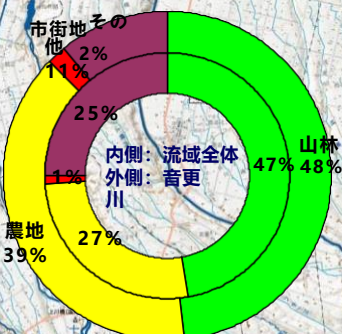 市街地 その
他 2%
11%
25%
内側：流域全体
外側：音更
川
山林
48%
47%
1%
27%
農地
39%